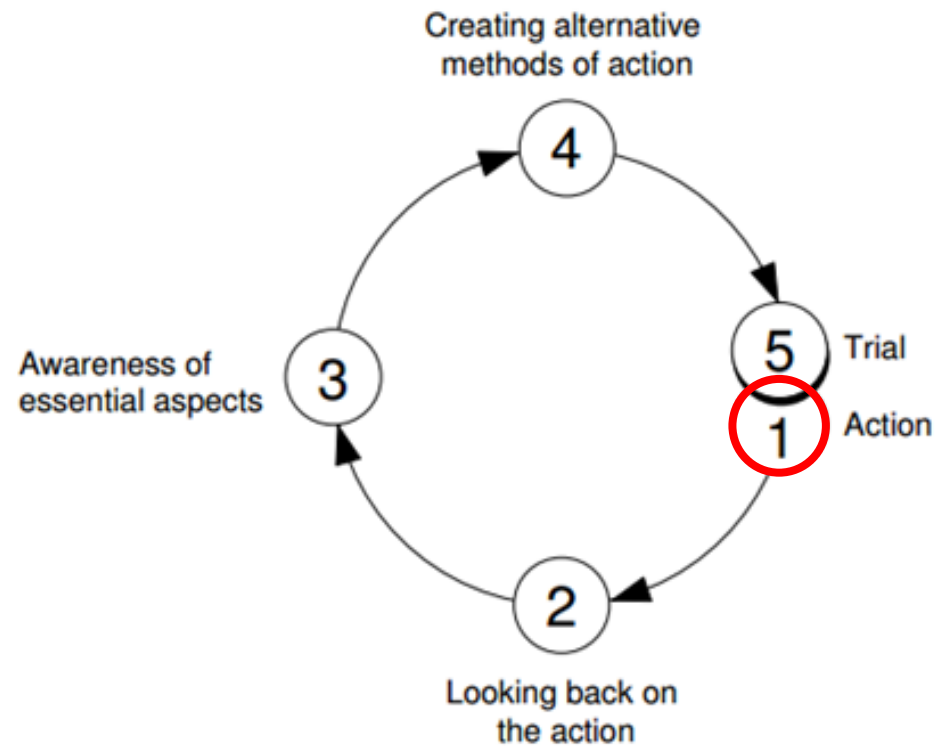 Creating alternative
methods of action
4
5
Trial
Awareness of
essential aspects
3
1
Action
2
Looking back on
the action